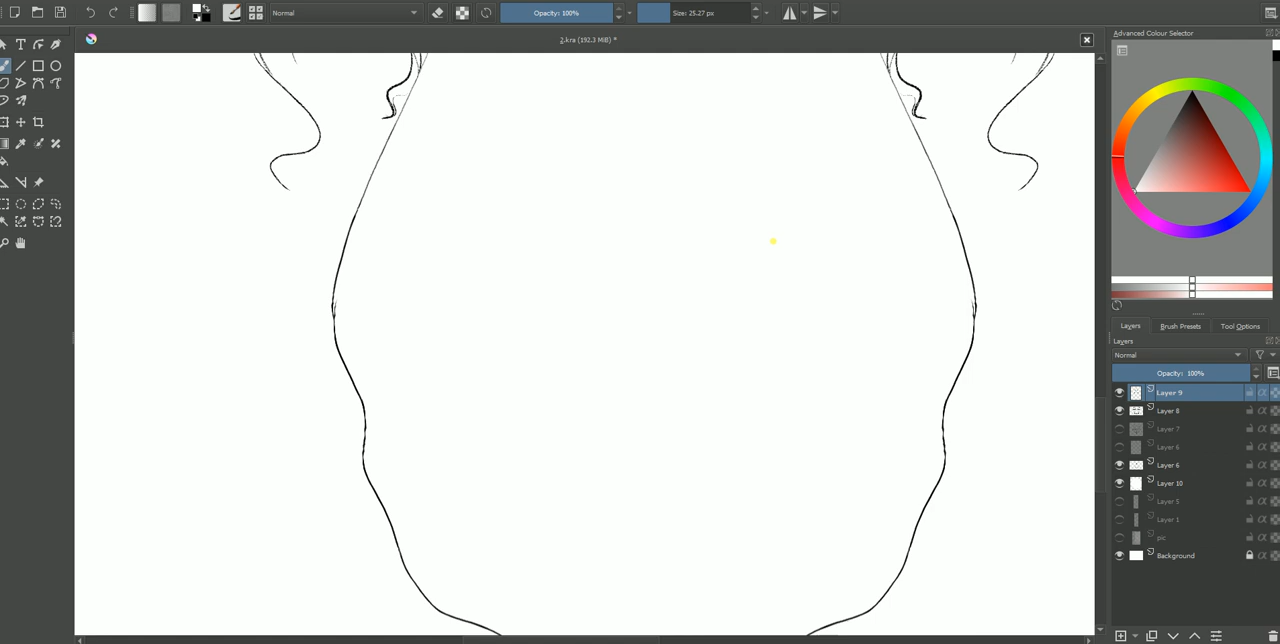 Normal
Opacity: 100%
Size: 25.27 px
2.kra (192.3 MiB) *
Advanced Colour Selector
Layers
Brush Presets
Tool Options
Layers
Normal
Opacity: 100%
Layer 9
Layer 8
Layer 7
Layer 6
Layer 6
Layer 10
Layer 5
Layer 1
pic
Background